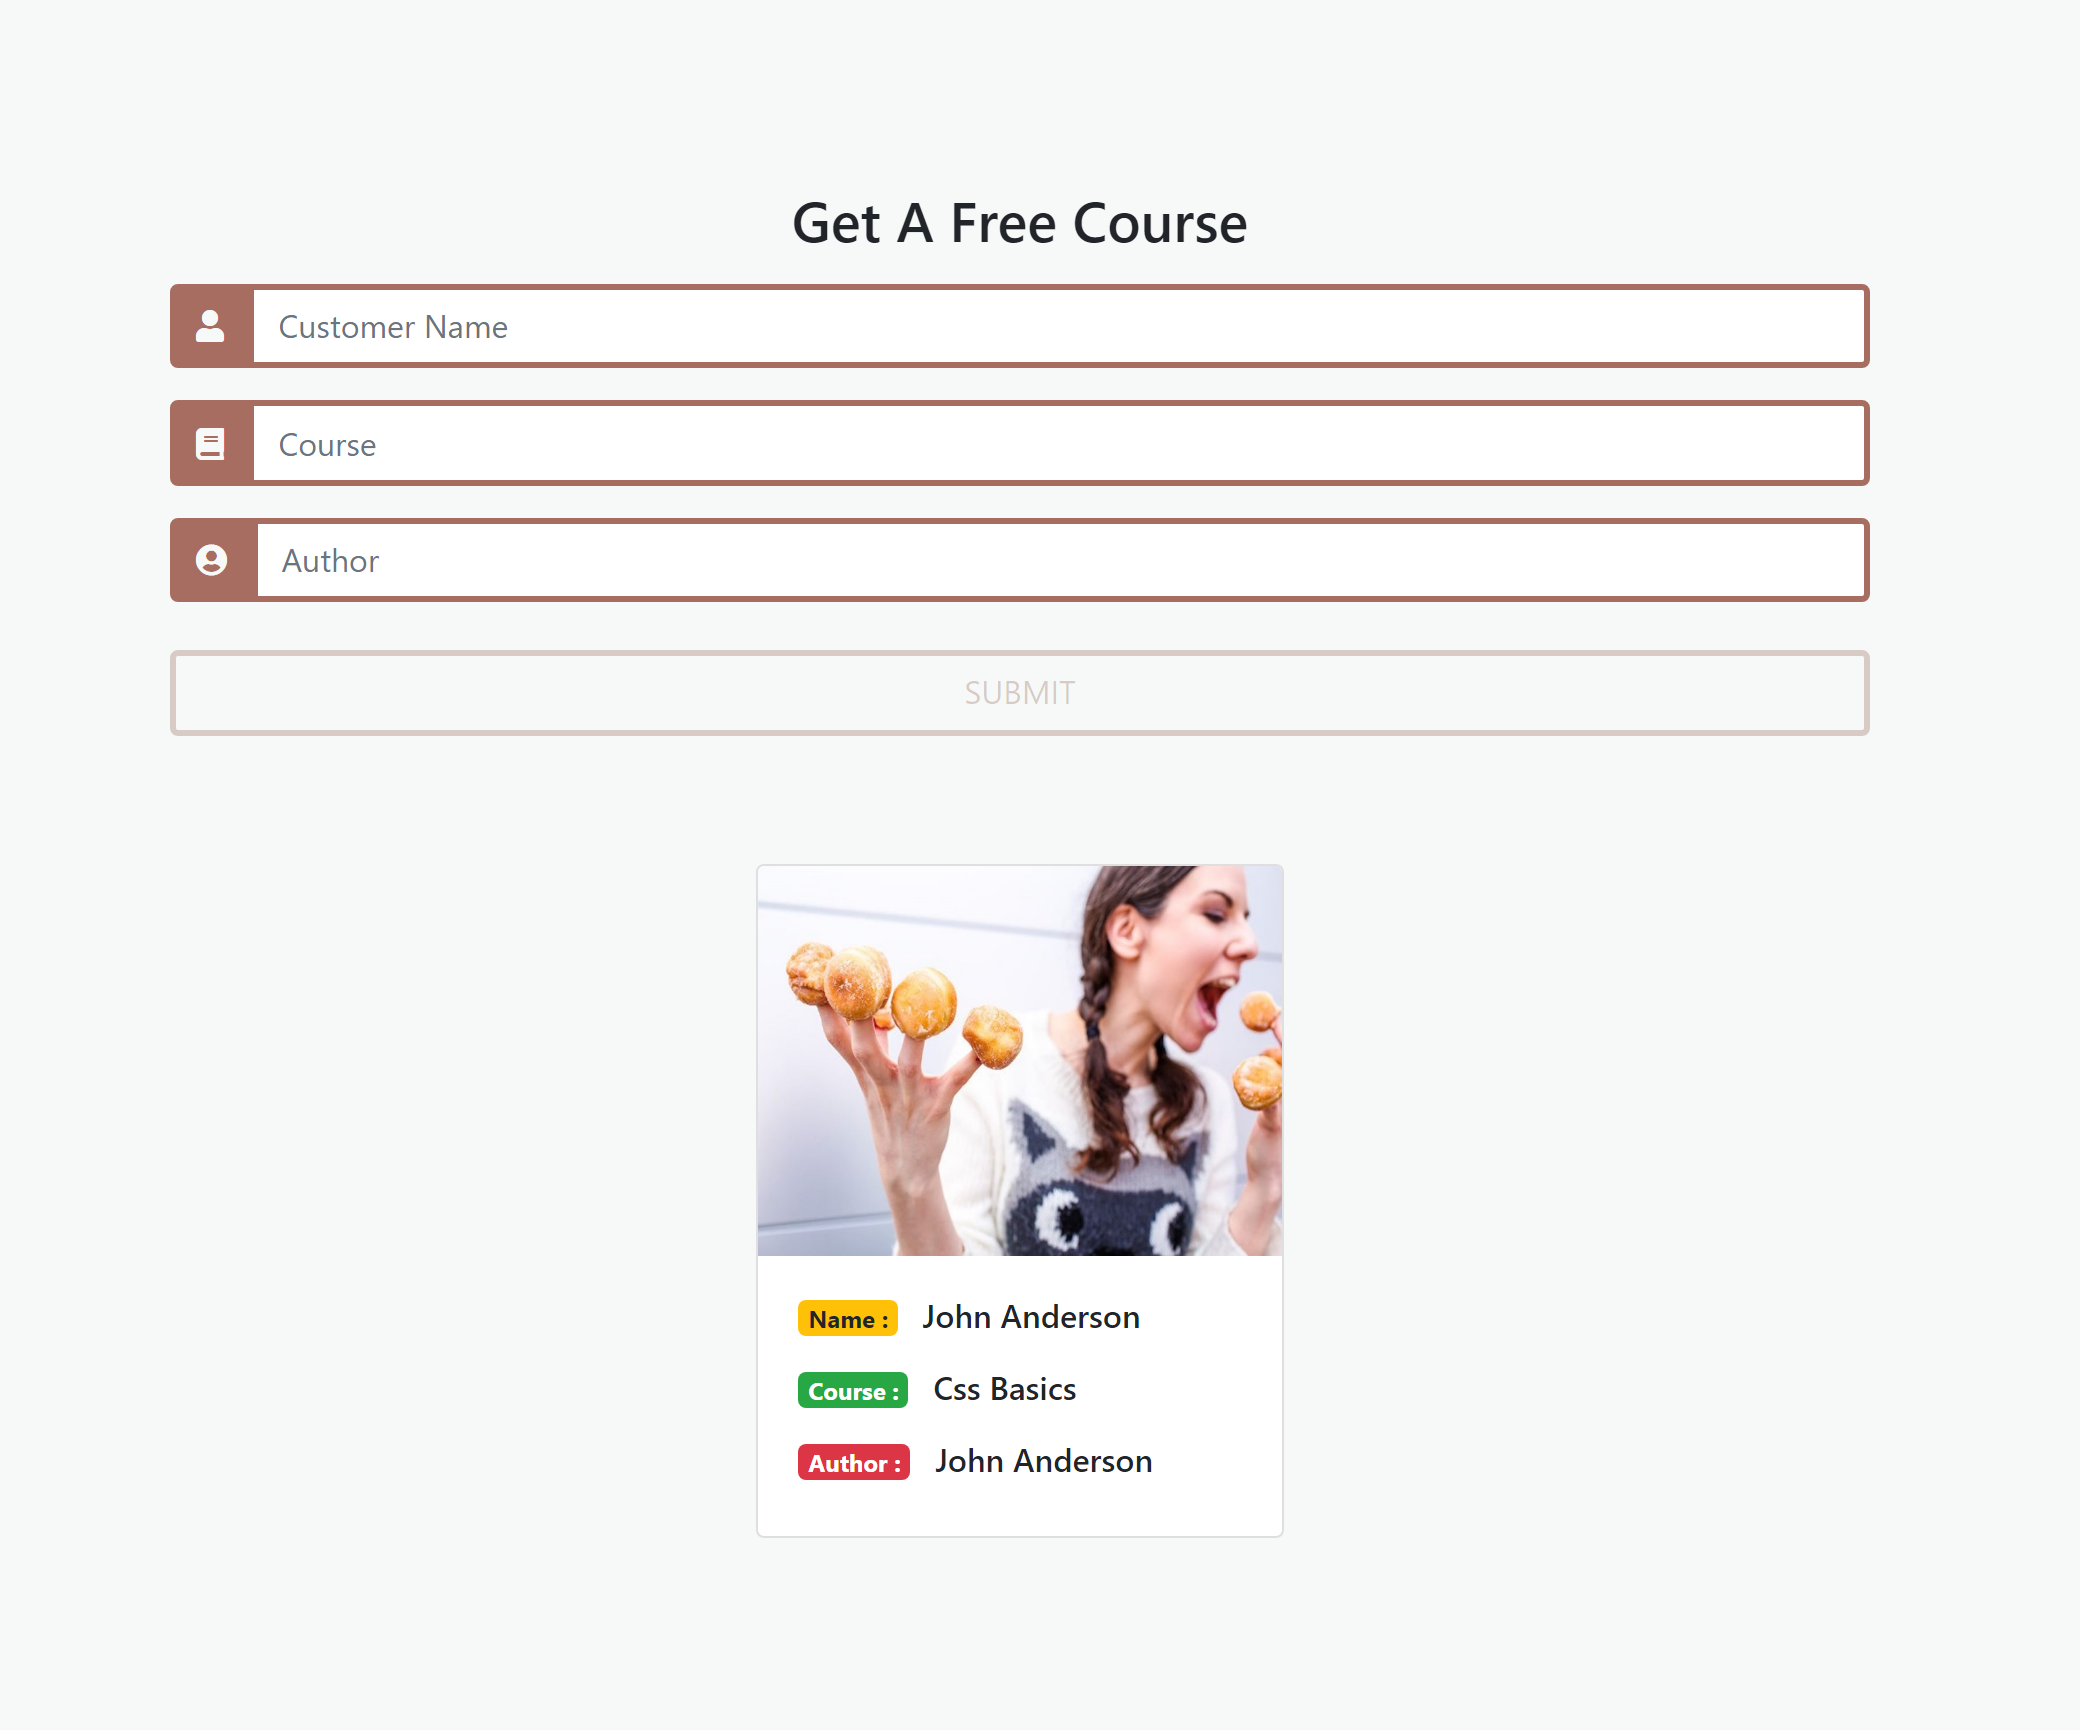 Get A Free Course
Customer Name
Course
Author
SUBMIT
Name : John Anderson
Course : Css Basics
Author : John Anderson